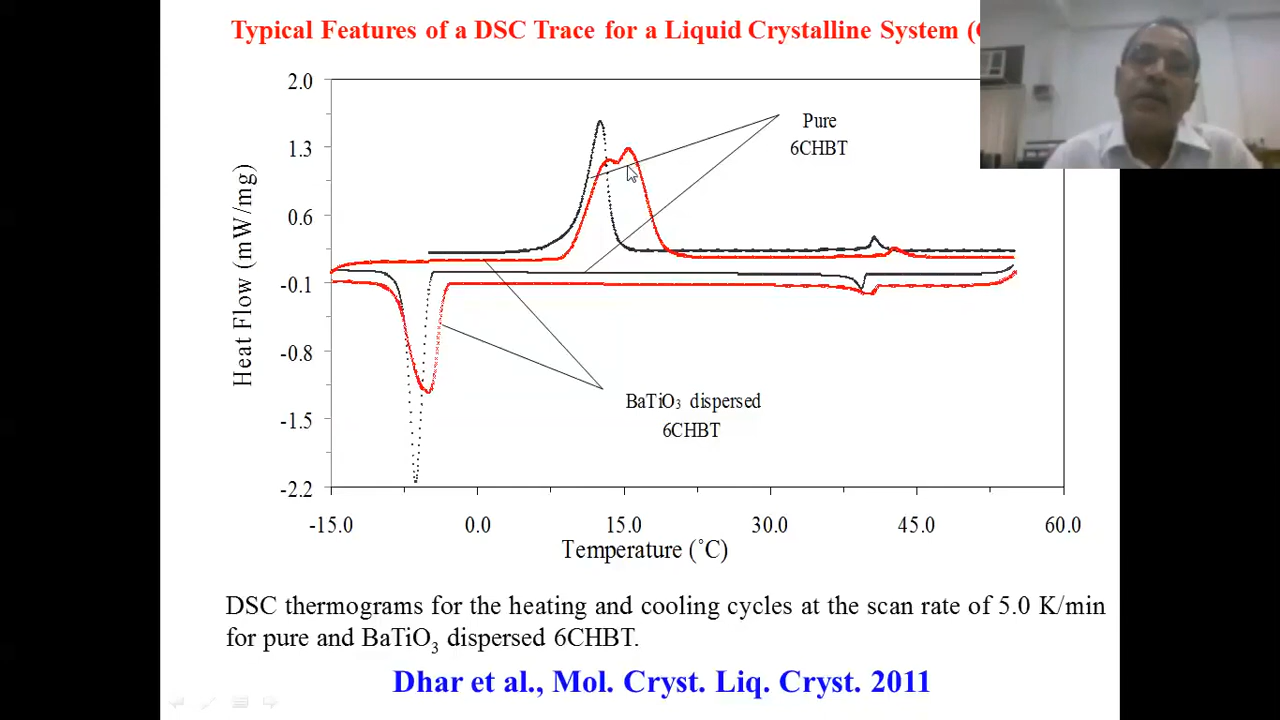 Typical Features of a DSC Trace for a Liquid Crystalline System (
2.0
1.3
0.6
-0.1
-0.8
-1.5
-2.2
Heat Flow (mW/mg)
Pure
6CHBT
BaTiO₃ dispersed
6CHBT
-15.0 0.0 15.0 30.0 45.0 60.0
Temperature (˚C)
DSC thermograms for the heating and cooling cycles at the scan rate of 5.0 K/min
for pure and BaTiO₃ dispersed 6CHBT.
Dhar et al., Mol. Cryst. Liq. Cryst. 2011